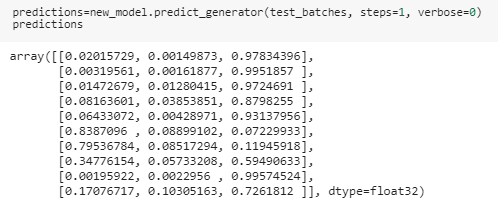 predictions=new_model.predict_generator(test_batches, steps=1, verbose=0)
predictions
array([[0.02015729, 0.00149873, 0.97834396],
[0.00319561, 0.00161877, 0.9951857 ],
[0.01472679, 0.01280415, 0.9724691 ],
[0.08163601, 0.03853851, 0.8798255 ],
[0.06433072, 0.00428971, 0.93137956],
[0.8387096 , 0.08899102, 0.07229933],
[0.79536784, 0.08517294, 0.11945918],
[0.34776154, 0.05733208, 0.59490633],
[0.00195922, 0.0022956 , 0.99574524],
[0.17076717, 0.10305163, 0.7261812 ]], dtype=float32)